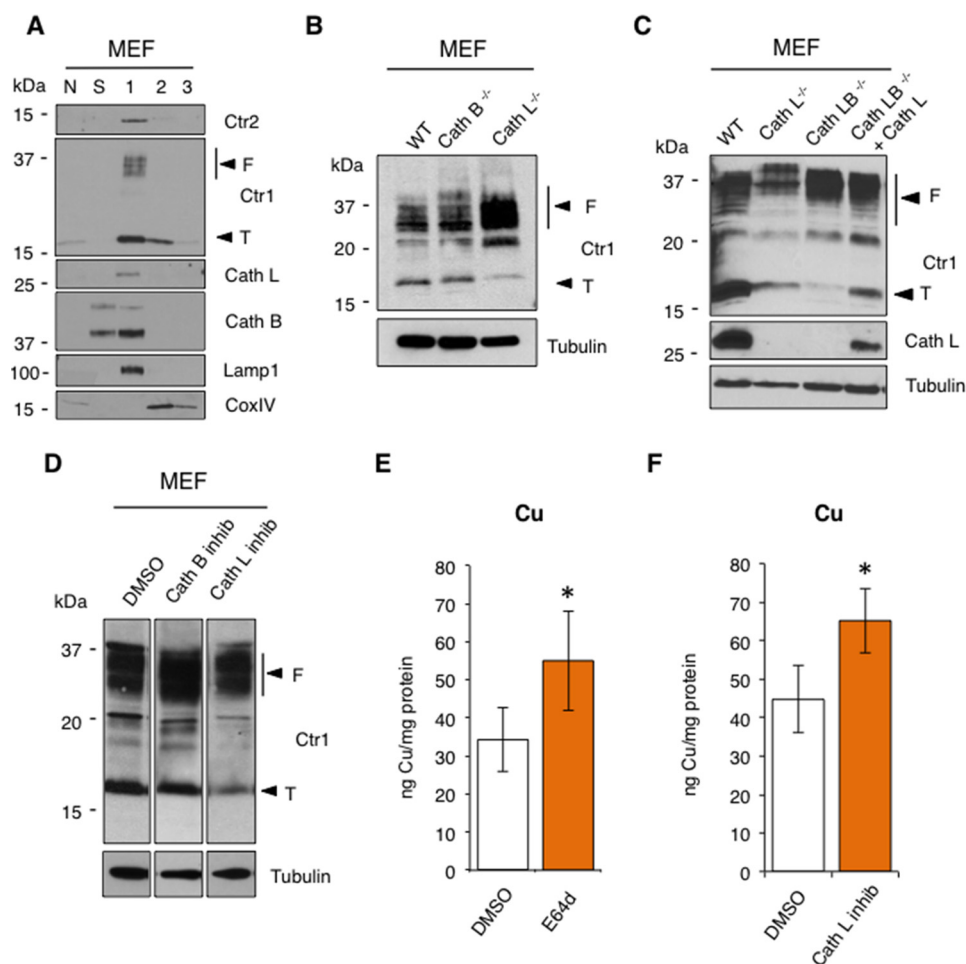 A
MEF
kDa N S 1 2 3
15 -
Ctr2
37 -
F
Ctr1
T
15 -
Cath L
25 -
Cath B
37 -
100 -
Lamp1
15 -
CoxIV
B
MEF
WT
Cath B -/-
Cath L -/-
kDa
37 -
F
20 -
Ctr1
T
15 -
Tubulin
C
MEF
WT
Cath L -/-
Cath LB -/-
Cath LB -/-
+ Cath L
kDa
37 -
F
20 -
Ctr1
T
15 -
Cath L
25 -
Tubulin
D
MEF
DMSO
Cath B inhib
Cath L inhib
kDa
37 -
F
20 -
Ctr1
T
15 -
Tubulin
E
Cu
ng Cu/mg protein
80
70
60
50
40
30
20
10
0
*
DMSO
E64d
F
Cu
ng Cu/mg protein
80
70
60
50
40
30
20
10
0
*
DMSO
Cath L inhib